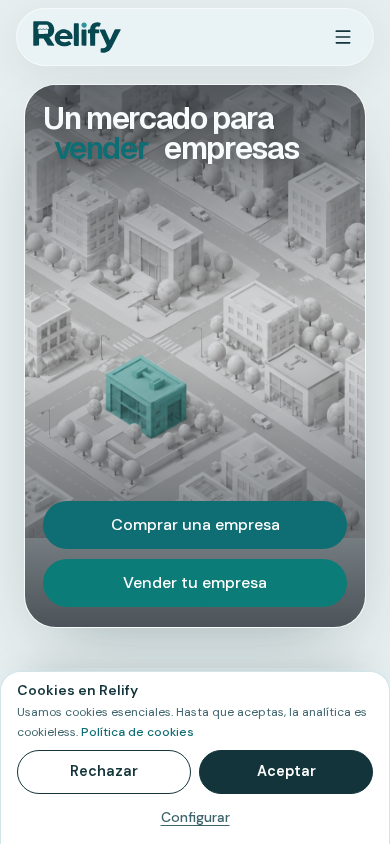 Relify
Un mercado para
vender empresas
Comprar una empresa
Vender tu empresa
Cookies en Relify
Usamos cookies esenciales. Hasta que aceptas, la analítica es
cookieless. Política de cookies
Rechazar
Aceptar
Configurar